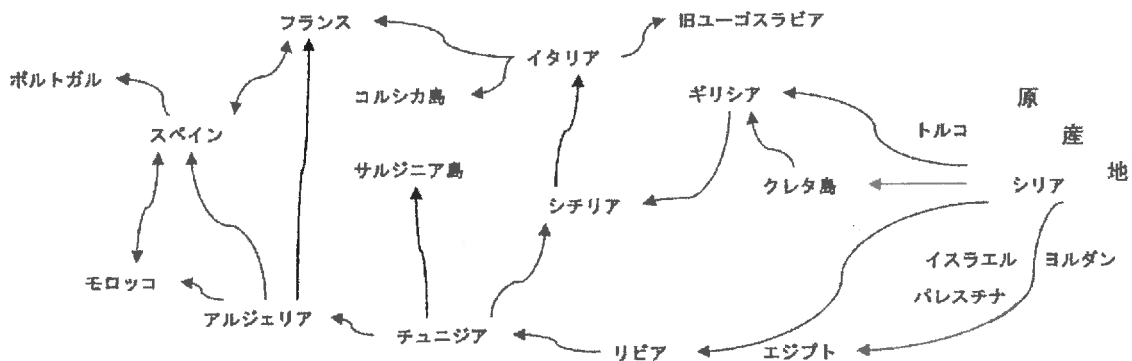 フランス
旧ユーゴスラビア
イタリア
ポルトガル
コルシカ島
ギリシア
原
産
地
スペイン
トルコ
サルジニア島
クレタ島
シリア
シチリア
イスラエル
ヨルダン
モロッコ
パレスチナ
アルジェリア
チュニジア
リビア
エジプト